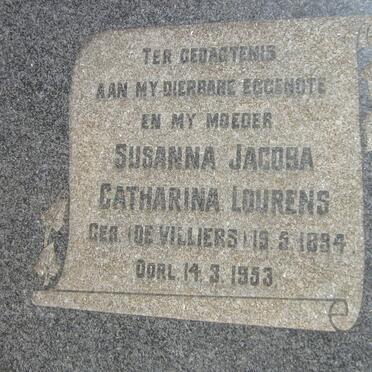 TER GEDAGTENIS
AAN MY DIERBARE EGGENOTE
EN MY MOEDER
SUSANNA JACOBA
CATHARINA LOURENS
GEB. (DE VILLIERS) 19.5.1894
OORL. 14.3.1953